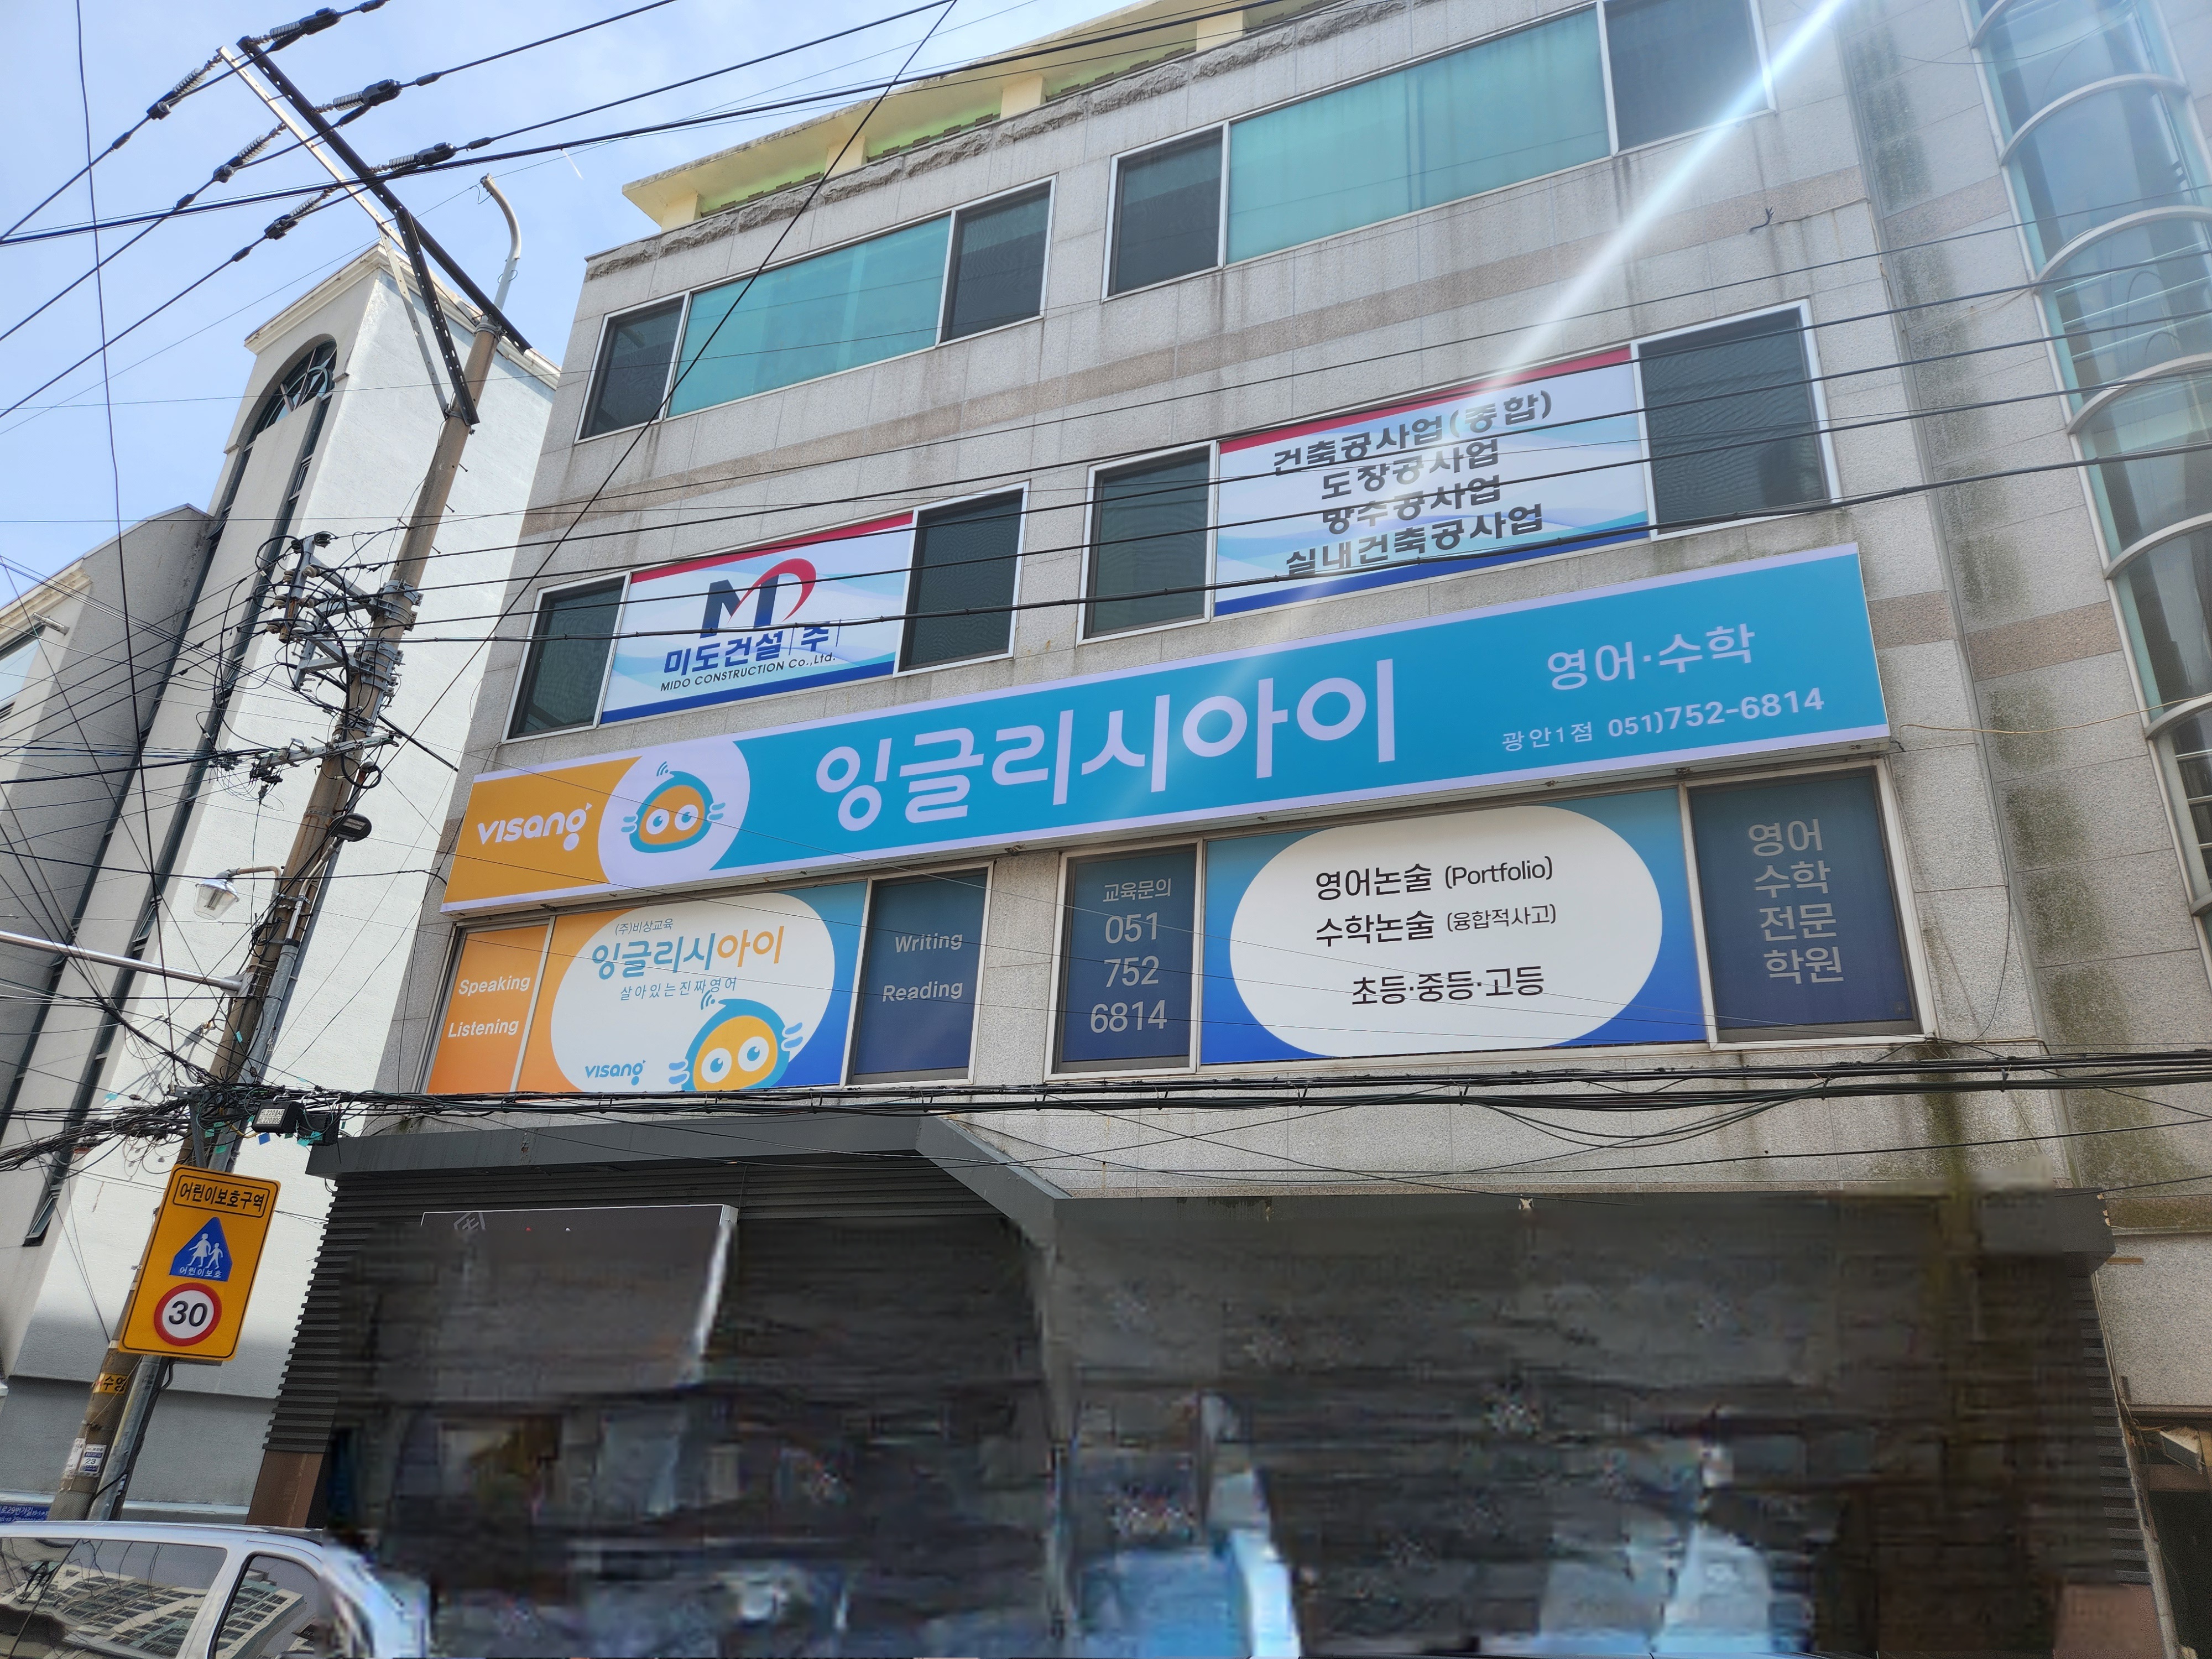 건축공사업(종합)
도장공사업
방수공사업
실내건축공사업
M
미도건설|주|
MIDO CONSTRUCTION Co.,Ltd.
visang
잉글리시아이
영어·수학
광안1점 051)752-6814
Speaking
Listening
(주)비상교육
잉글리시아이
살아있는진짜영어
visang
Writing
Reading
교육문의
051
752
6814
영어논술 (Portfolio)
수학논술 (융합적사고)
초등·중등·고등
영어
수학
전문
학원
어린이보호구역
어린이보호
30
수영
23